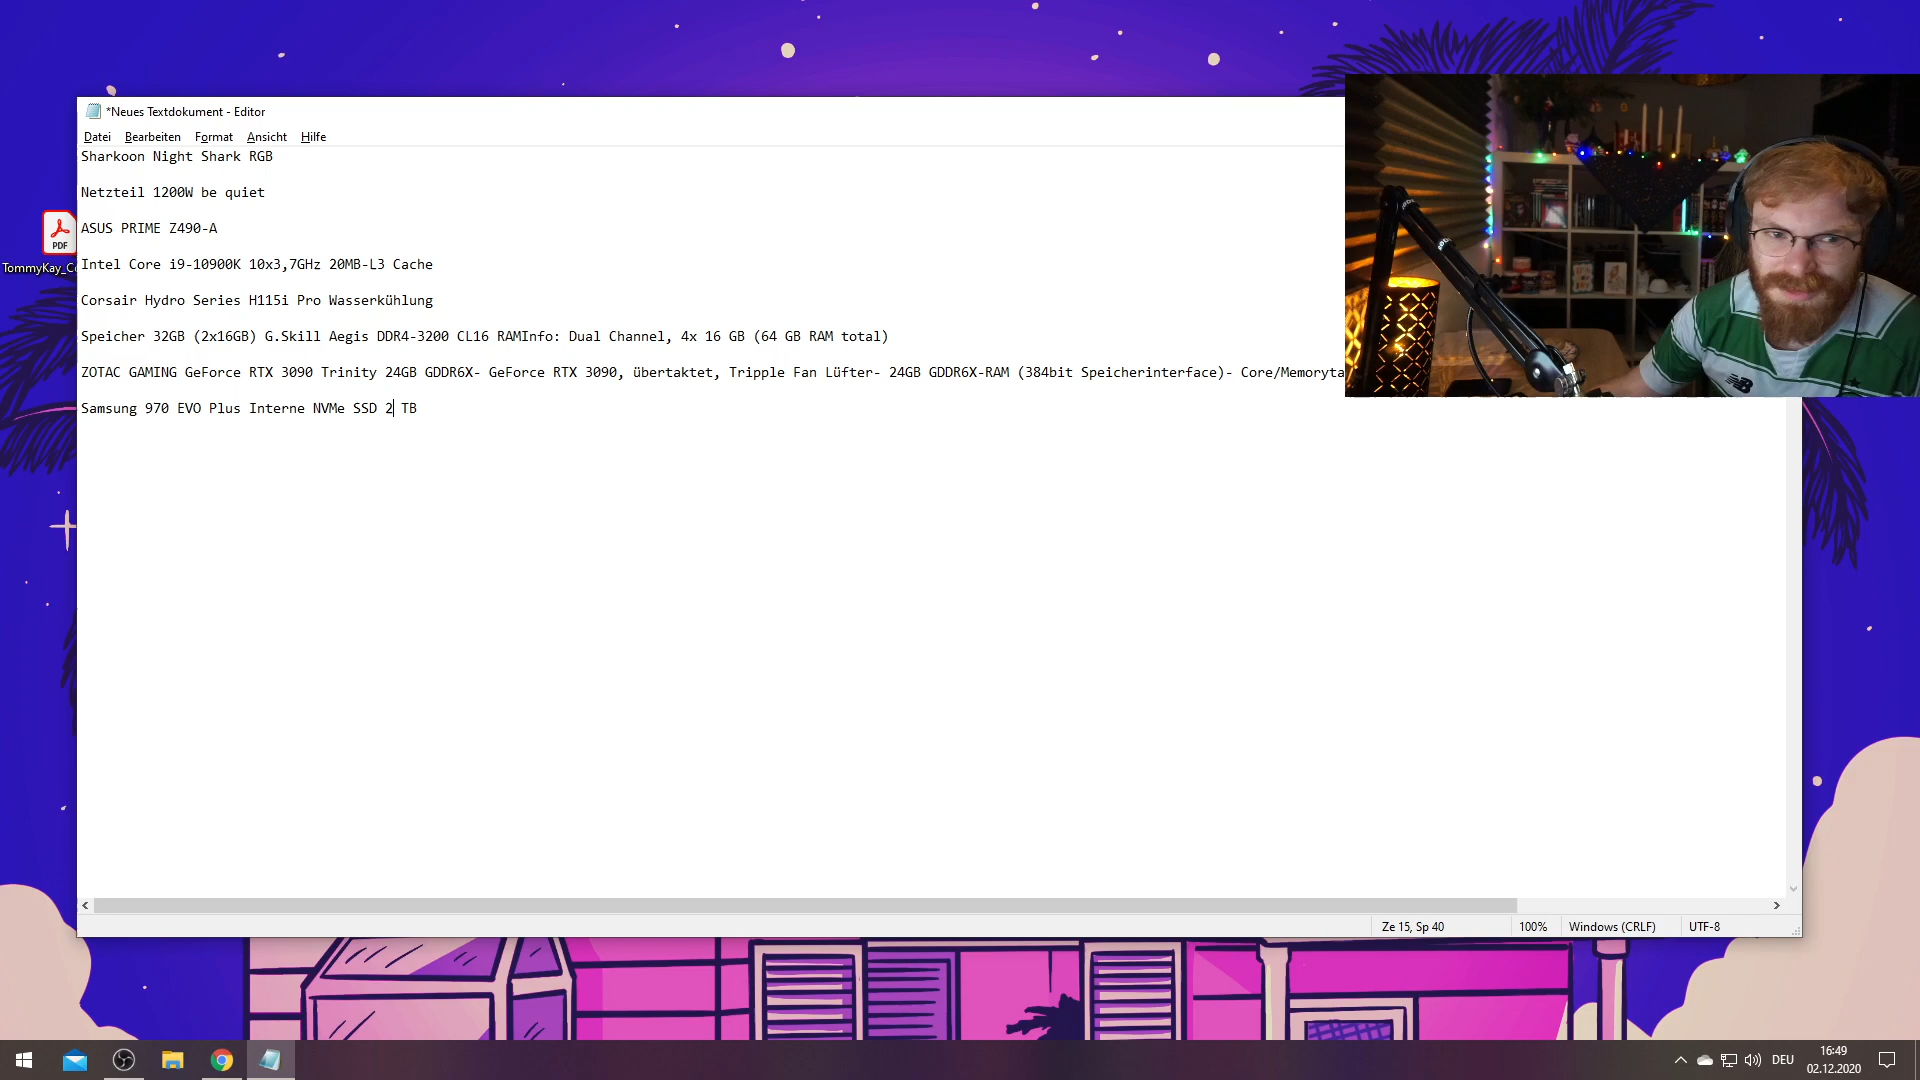 *Neues Textdokument - Editor
Datei Bearbeiten Format Ansicht Hilfe
Sharkoon Night Shark RGB
Netzteil 1200W be quiet
ASUS PRIME Z490-A
PDF
TommyKay_C
Intel Core i9-10900K 10x3,7GHz 20MB-L3 Cache
Corsair Hydro Series H115i Pro Wasserkühlung
Speicher 32GB (2x16GB) G.Skill Aegis DDR4-3200 CL16 RAMInfo: Dual Channel, 4x 16 GB (64 GB RAM total)
ZOTAC GAMING GeForce RTX 3090 Trinity 24GB GDDR6X- GeForce RTX 3090, übertaktet, Tripple Fan Lüfter- 24GB GDDR6X-RAM (384bit Speicherinterface)- Core/Memoryta
Samsung 970 EVO Plus Interne NVMe SSD 2 TB
Ze 15, Sp 40 100% Windows (CRLF) UTF-8
DEU
16:49
02.12.2020